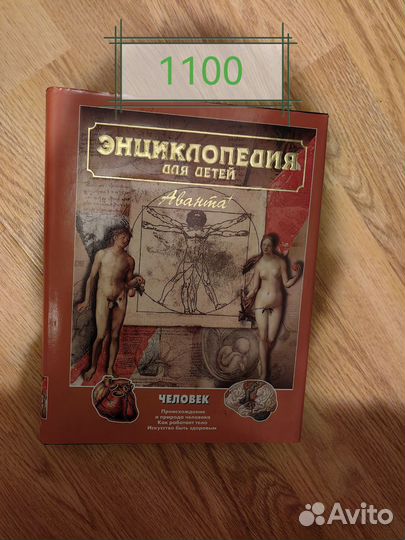 1100
ЭНЦИКЛОПЕДИЯ
ДЛЯ ДЕТЕЙ
Аванта+
ЧЕЛОВЕК
Происхождение
и природа человека
Как работает тело
Искусство быть здоровым
Avito